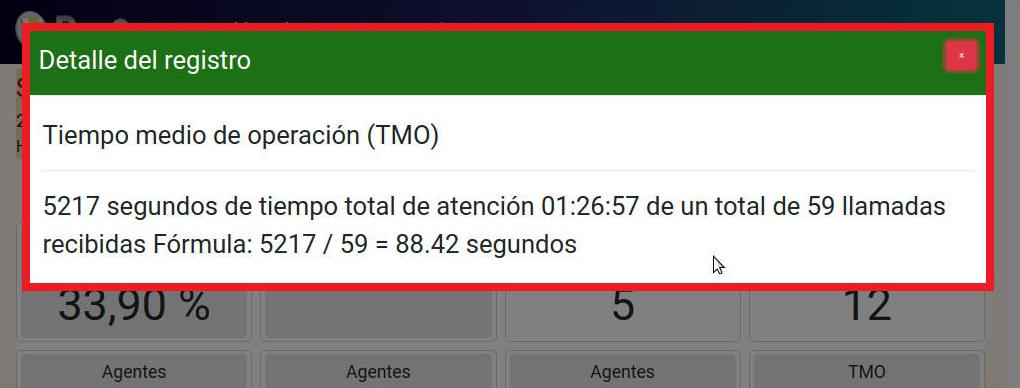 Detalle del registro
×
Tiempo medio de operación (TMO)
5217 segundos de tiempo total de atención 01:26:57 de un total de 59 llamadas
recibidas Fórmula: 5217 / 59 = 88.42 segundos
33,90 % 5 12
Agentes Agentes Agentes TMO